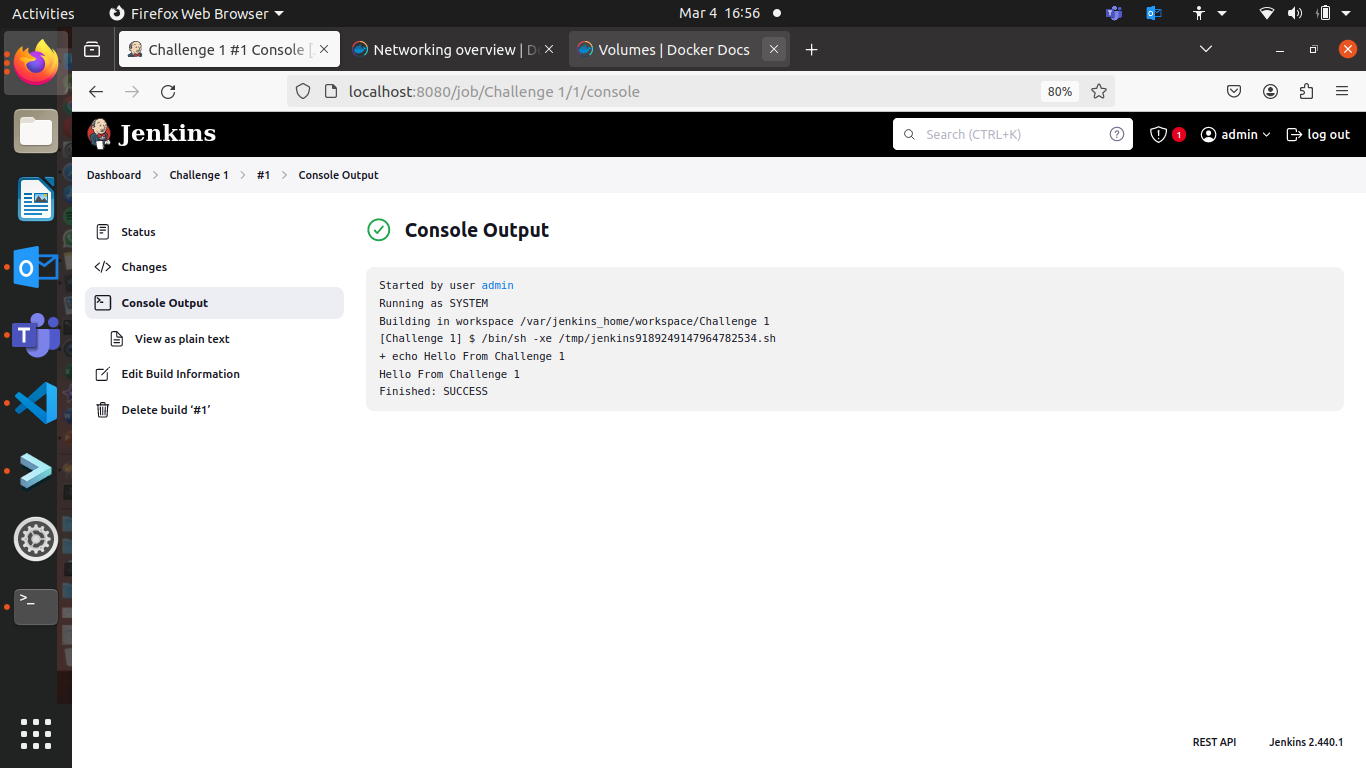 Activities
Firefox Web Browser
Mar 4 16:56
Challenge 1 #1 Console [
Networking overview | Do
Volumes | Docker Docs
localhost:8080/job/Challenge 1/1/console
80%
Jenkins
Search (CTRL+K)
?
1
admin
log out
Dashboard
Challenge 1
#1
Console Output
Status
Changes
Console Output
View as plain text
Edit Build Information
Delete build ‘#1’
Console Output
Started by user admin
Running as SYSTEM
Building in workspace /var/jenkins_home/workspace/Challenge 1
[Challenge 1] $ /bin/sh -xe /tmp/jenkins9189249147964782534.sh
+ echo Hello From Challenge 1
Hello From Challenge 1
Finished: SUCCESS
REST API
Jenkins 2.440.1